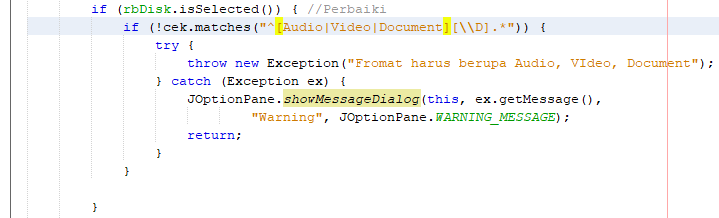 if (rbDisk.isSelected()) { //Perbaiki
if (!cek.matches("^[Audio|Video|Document][\\D].*")) {
try {
throw new Exception("Fromat harus berupa Audio, VIdeo, Document");
} catch (Exception ex) {
JOptionPane.showMessageDialog(this, ex.getMessage(),
"Warning", JOptionPane.WARNING_MESSAGE);
return;
}
}
}